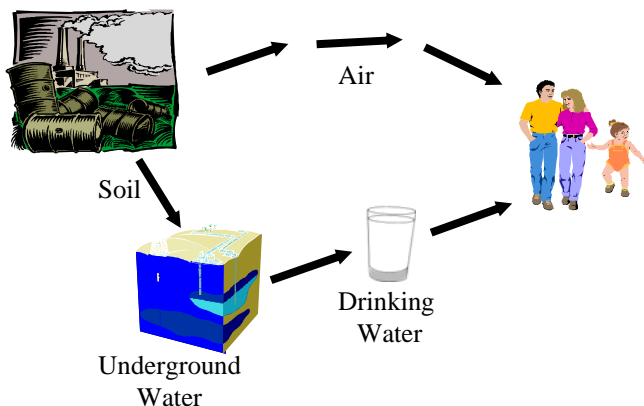 Air
Soil
Drinking
Water
Underground
Water